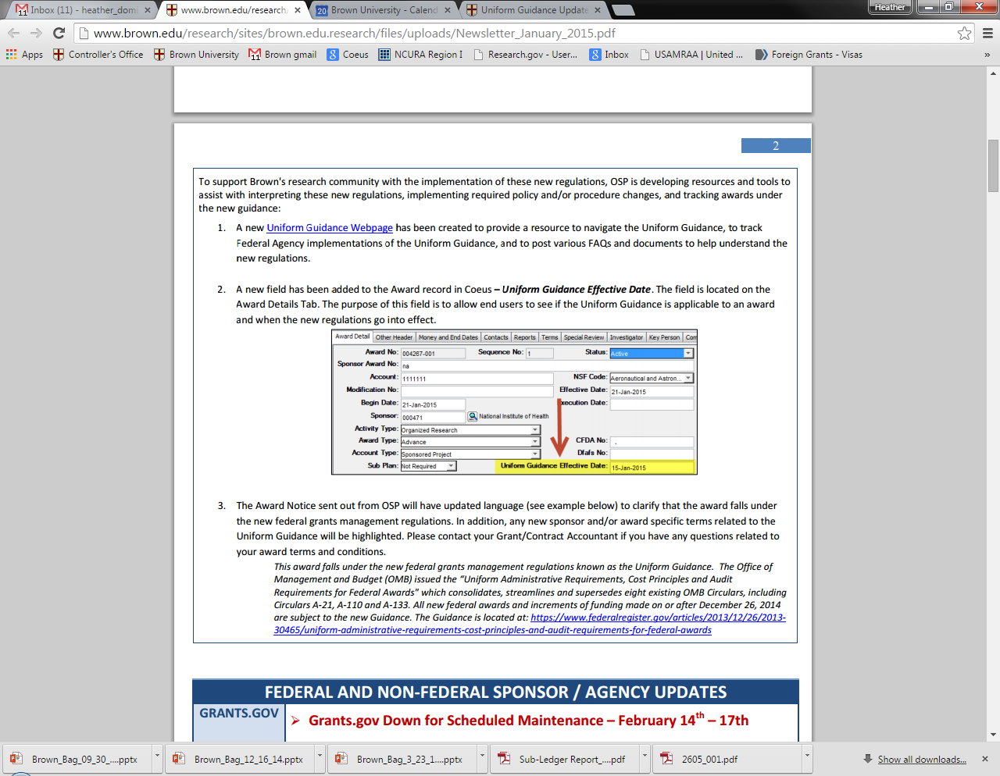 Inbox (11) - heather_dom
www.brown.edu/research
Brown University - Calend
Uniform Guidance Update
Heather
www.brown.edu/research/sites/brown.edu.research/files/uploads/Newsletter_January_2015.pdf
Apps
Controller's Office
Brown University
Brown gmail
Coeus
NCURA Region I
Research.gov - User...
Inbox
USAMRAA | United ...
Foreign Grants - Visas
»
2
To support Brown's research community with the implementation of these new regulations, OSP is developing resources and tools to
assist with interpreting these new regulations, implementing required policy and/or procedure changes, and tracking awards under
the new guidance:
1. A new Uniform Guidance Webpage has been created to provide a resource to navigate the Uniform Guidance, to track
Federal Agency implementations of the Uniform Guidance, and to post various FAQs and documents to help understand the
new regulations.
2. A new field has been added to the Award record in Coeus – Uniform Guidance Effective Date. The field is located on the
Award Details Tab. The purpose of this field is to allow end users to see if the Uniform Guidance is applicable to an award
and when the new regulations go into effect.
Award Detail Other Header Money and End Dates Contacts Reports Terms Special Review Investigator Key Person Com
Award No: 004267-001 Sequence No: 1 Status: Active
Sponsor Award No: na
Account: 1111111 NSF Code: Aeronautical and Astron...
Modification No: Effective Date: 21-Jan-2015
Begin Date: 21-Jan-2015 xecution Date:
Sponsor: 000471 National Institute of Health
Activity Type: Organized Research
Award Type: Advance CFDA No: .
Account Type: Sponsored Project Dfafs No:
Sub Plan: Not Required Uniform Guidance Effective Date: 15-Jan-2015
3. The Award Notice sent out from OSP will have updated language (see example below) to clarify that the award falls under
the new federal grants management regulations. In addition, any new sponsor and/or award specific terms related to the
Uniform Guidance will be highlighted. Please contact your Grant/Contract Accountant if you have any questions related to
your award terms and conditions.
This award falls under the new federal grants management regulations known as the Uniform Guidance. The Office of
Management and Budget (OMB) issued the “Uniform Administrative Requirements, Cost Principles and Audit
Requirements for Federal Awards" which consolidates, streamlines and supersedes eight existing OMB Circulars, including
Circulars A-21, A-110 and A-133. All new federal awards and increments of funding made on or after December 26, 2014
are subject to the new Guidance. The Guidance is located at: https://www.federalregister.gov/articles/2013/12/26/2013-
30465/uniform-administrative-requirements-cost-principles-and-audit-requirements-for-federal-awards
FEDERAL AND NON-FEDERAL SPONSOR / AGENCY UPDATES
GRANTS.GOV
➢ Grants.gov Down for Scheduled Maintenance – February 14th – 17th
Brown_Bag_09_30_....pptx
Brown_Bag_12_16_14.pptx
Brown_Bag_3_23_1....pptx
Sub-Ledger Report_....pdf
2605_001.pdf
Show all downloads...